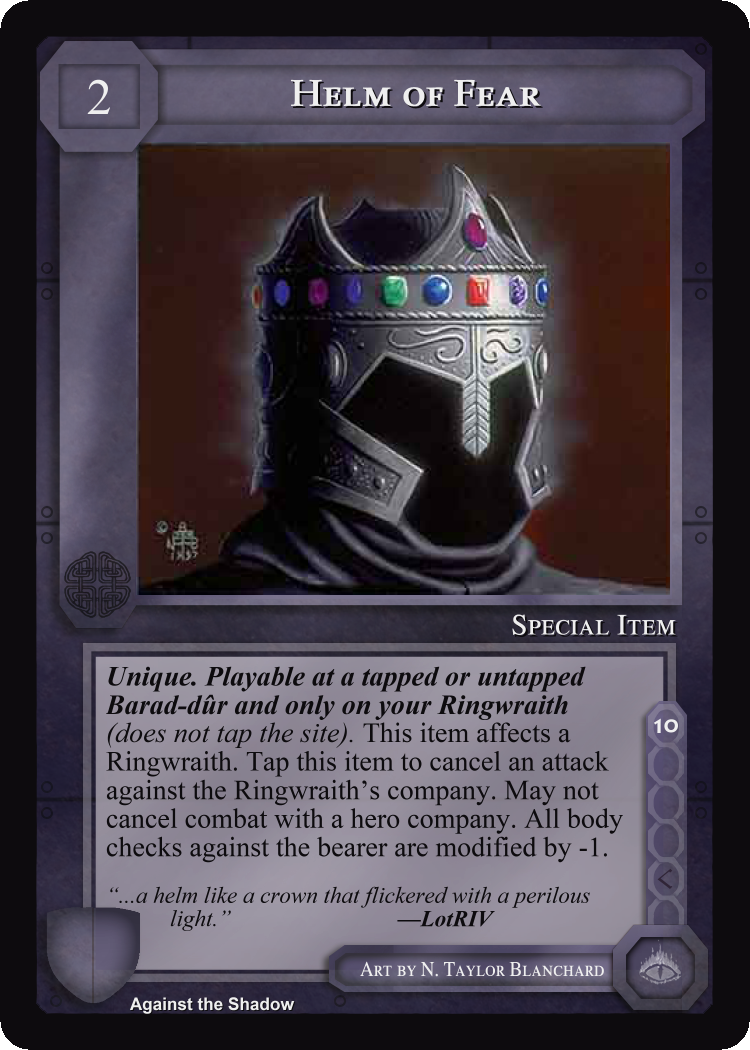 2
Helm of Fear
© 1997
Special Item
Unique. Playable at a tapped or untapped
Barad-dûr and only on your Ringwraith
(does not tap the site). This item affects a
Ringwraith. Tap this item to cancel an attack
against the Ringwraith's company. May not
cancel combat with a hero company. All body
checks against the bearer are modified by -1.
10
“...a helm like a crown that flickered with a perilous
light.” —LotRIV
Art by N. Taylor Blanchard
Against the Shadow